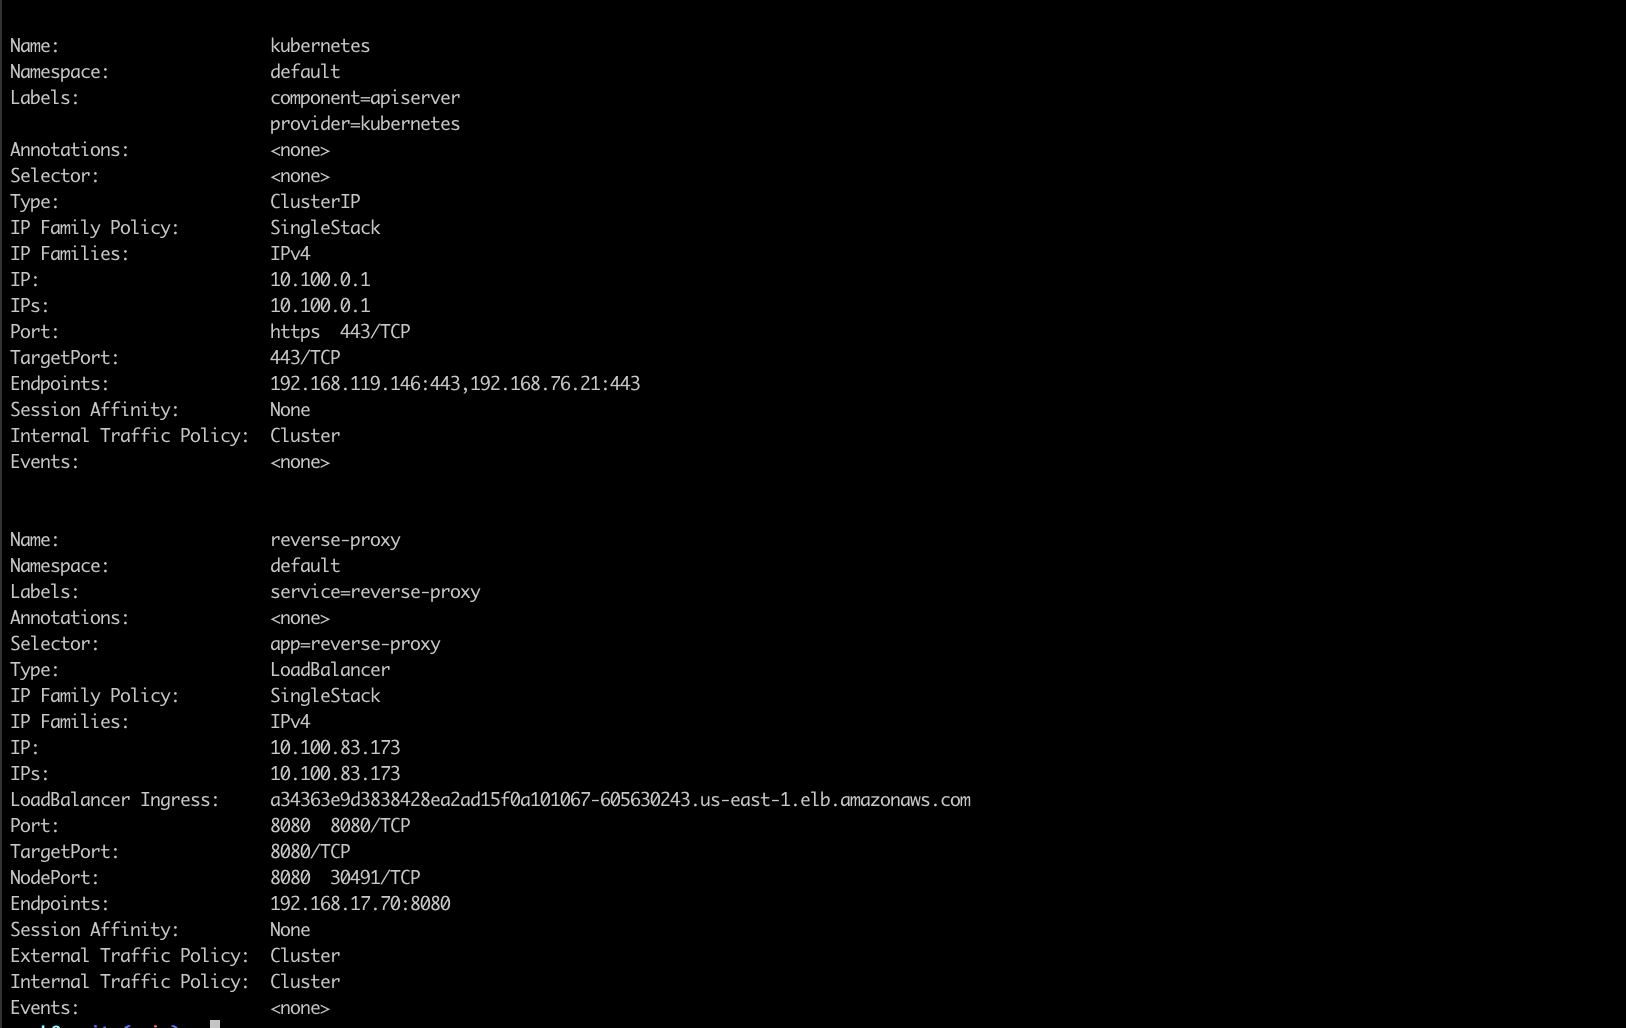 Name:                     kubernetes
Namespace:                default
Labels:                   component=apiserver
                          provider=kubernetes
Annotations:              <none>
Selector:                 <none>
Type:                     ClusterIP
IP Family Policy:         SingleStack
IP Families:              IPv4
IP:                       10.100.0.1
IPs:                      10.100.0.1
Port:                     https  443/TCP
TargetPort:               443/TCP
Endpoints:                192.168.119.146:443,192.168.76.21:443
Session Affinity:         None
Internal Traffic Policy:  Cluster
Events:                   <none>
Name:                     reverse-proxy
Namespace:                default
Labels:                   service=reverse-proxy
Annotations:              <none>
Selector:                 app=reverse-proxy
Type:                     LoadBalancer
IP Family Policy:         SingleStack
IP Families:              IPv4
IP:                       10.100.83.173
IPs:                      10.100.83.173
LoadBalancer Ingress:     a34363e9d3838428ea2ad15f0a101067-605630243.us-east-1.elb.amazonaws.com
Port:                     8080  8080/TCP
TargetPort:               8080/TCP
NodePort:                 8080  30491/TCP
Endpoints:                192.168.17.70:8080
Session Affinity:         None
External Traffic Policy:  Cluster
Internal Traffic Policy:  Cluster
Events:                   <none>